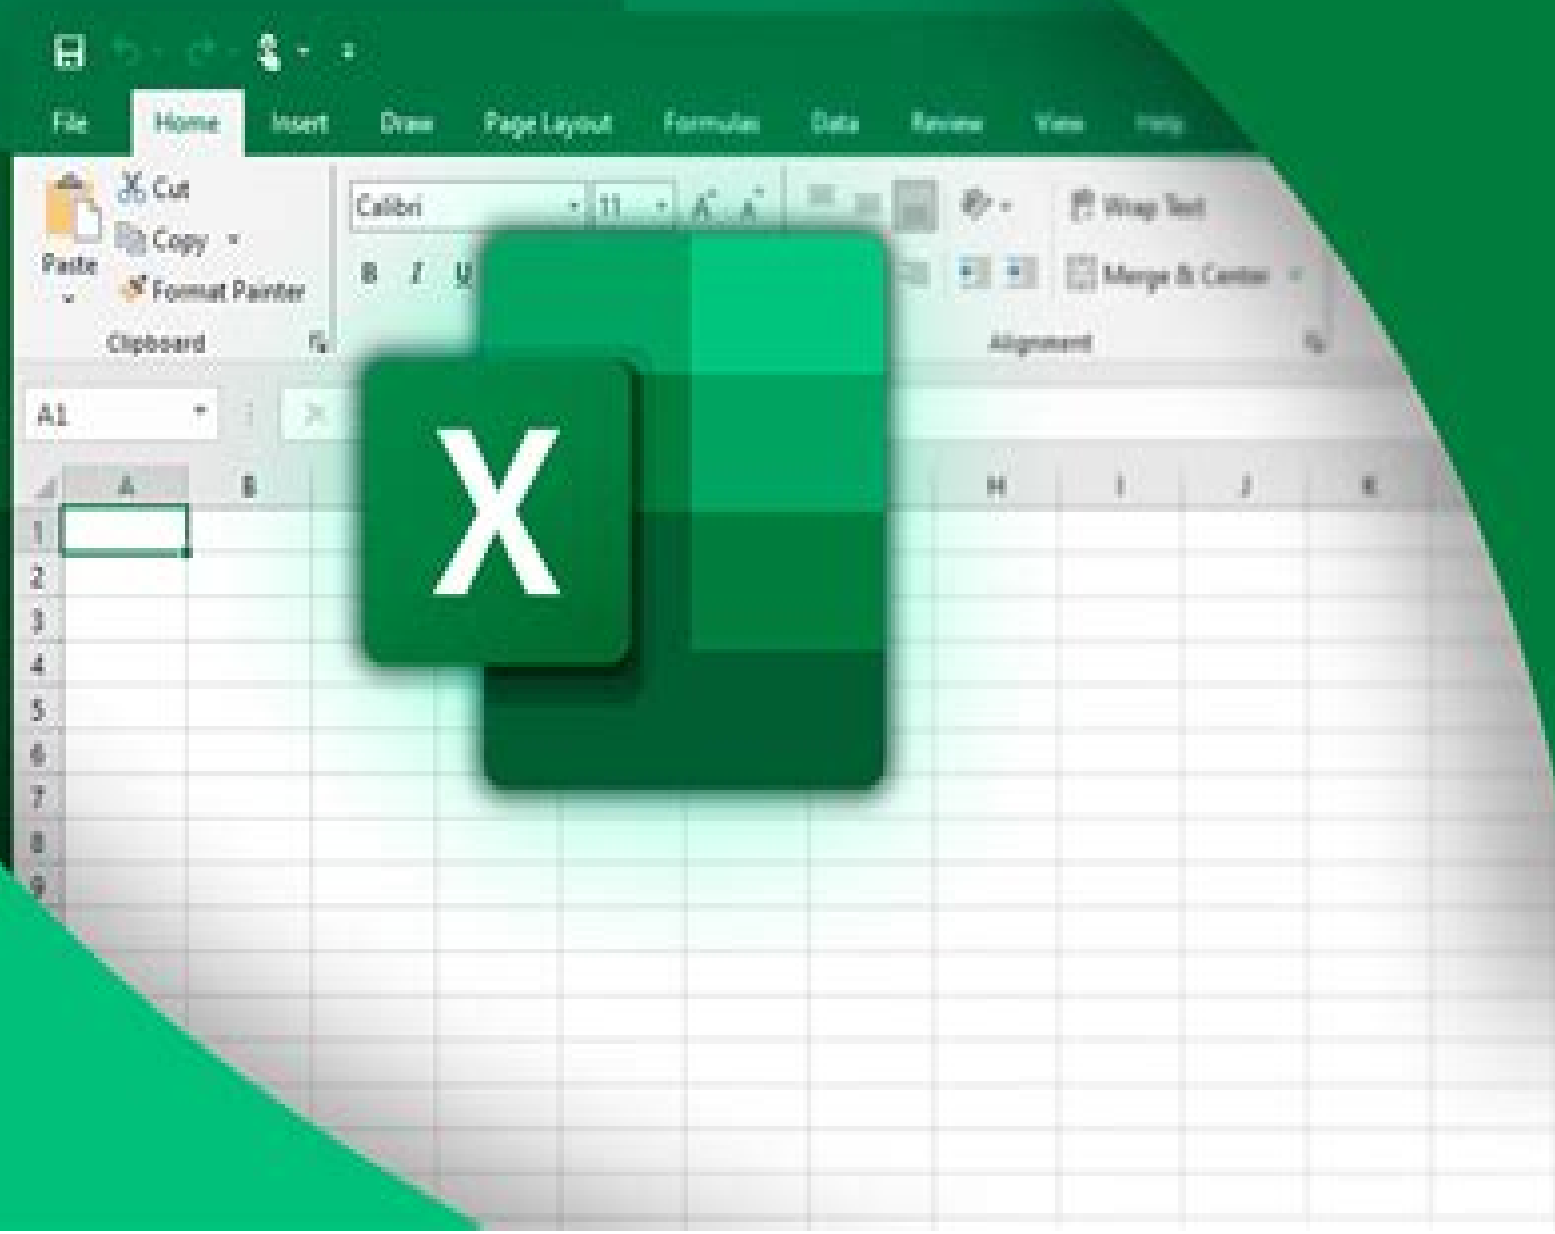 File Home Insert Draw Page Layout Formulas Data Review View Help
Cut
Calibri 11 A A Wrap Text
Copy
Paste B I U Merge & Center
Format Painter
Clipboard Alignment
A1
X
A B H I J K
1
2
3
4
5
6
7
8
9